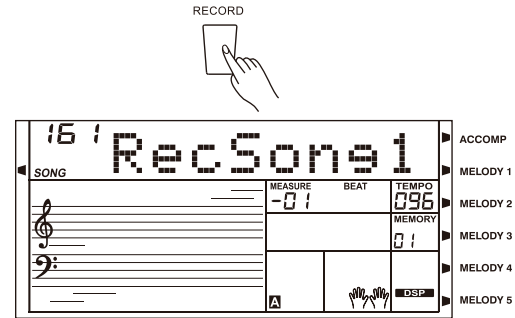 RECORD
161 RecSong1
SONG
ACCOMP
MELODY 1
MEASURE BEAT TEMPO
-01 096
MELODY 2
MEMORY
01
MELODY 3
MELODY 4
A DSP
MELODY 5